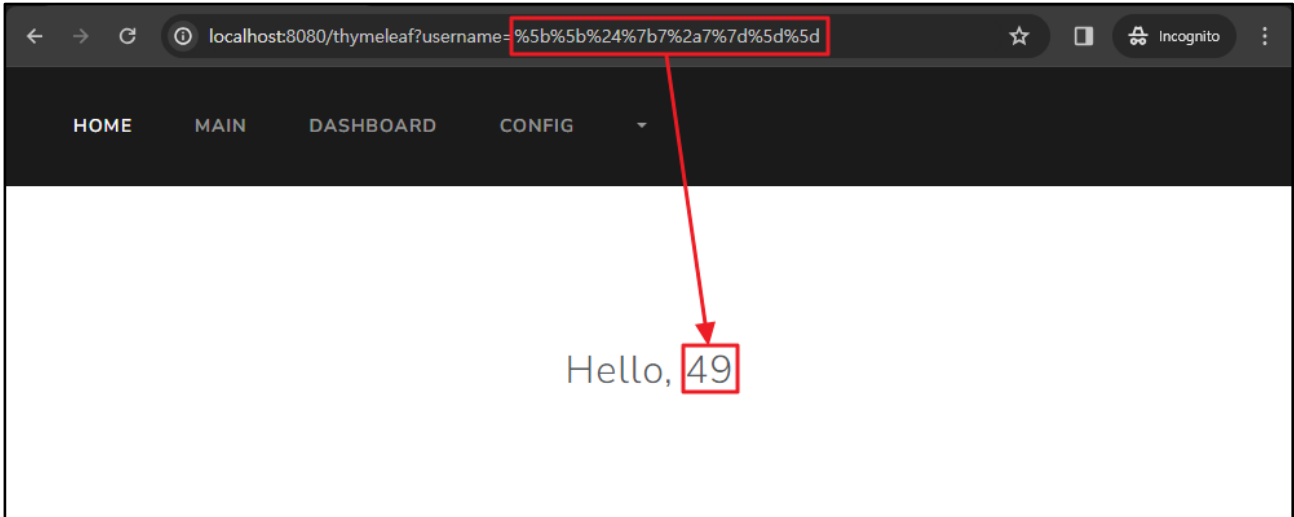 localhost:8080/thymeleaf?username=%5b%5b%24%7b7%2a7%7d%5d%5d Incognito
HOME MAIN DASHBOARD CONFIG
Hello, 49